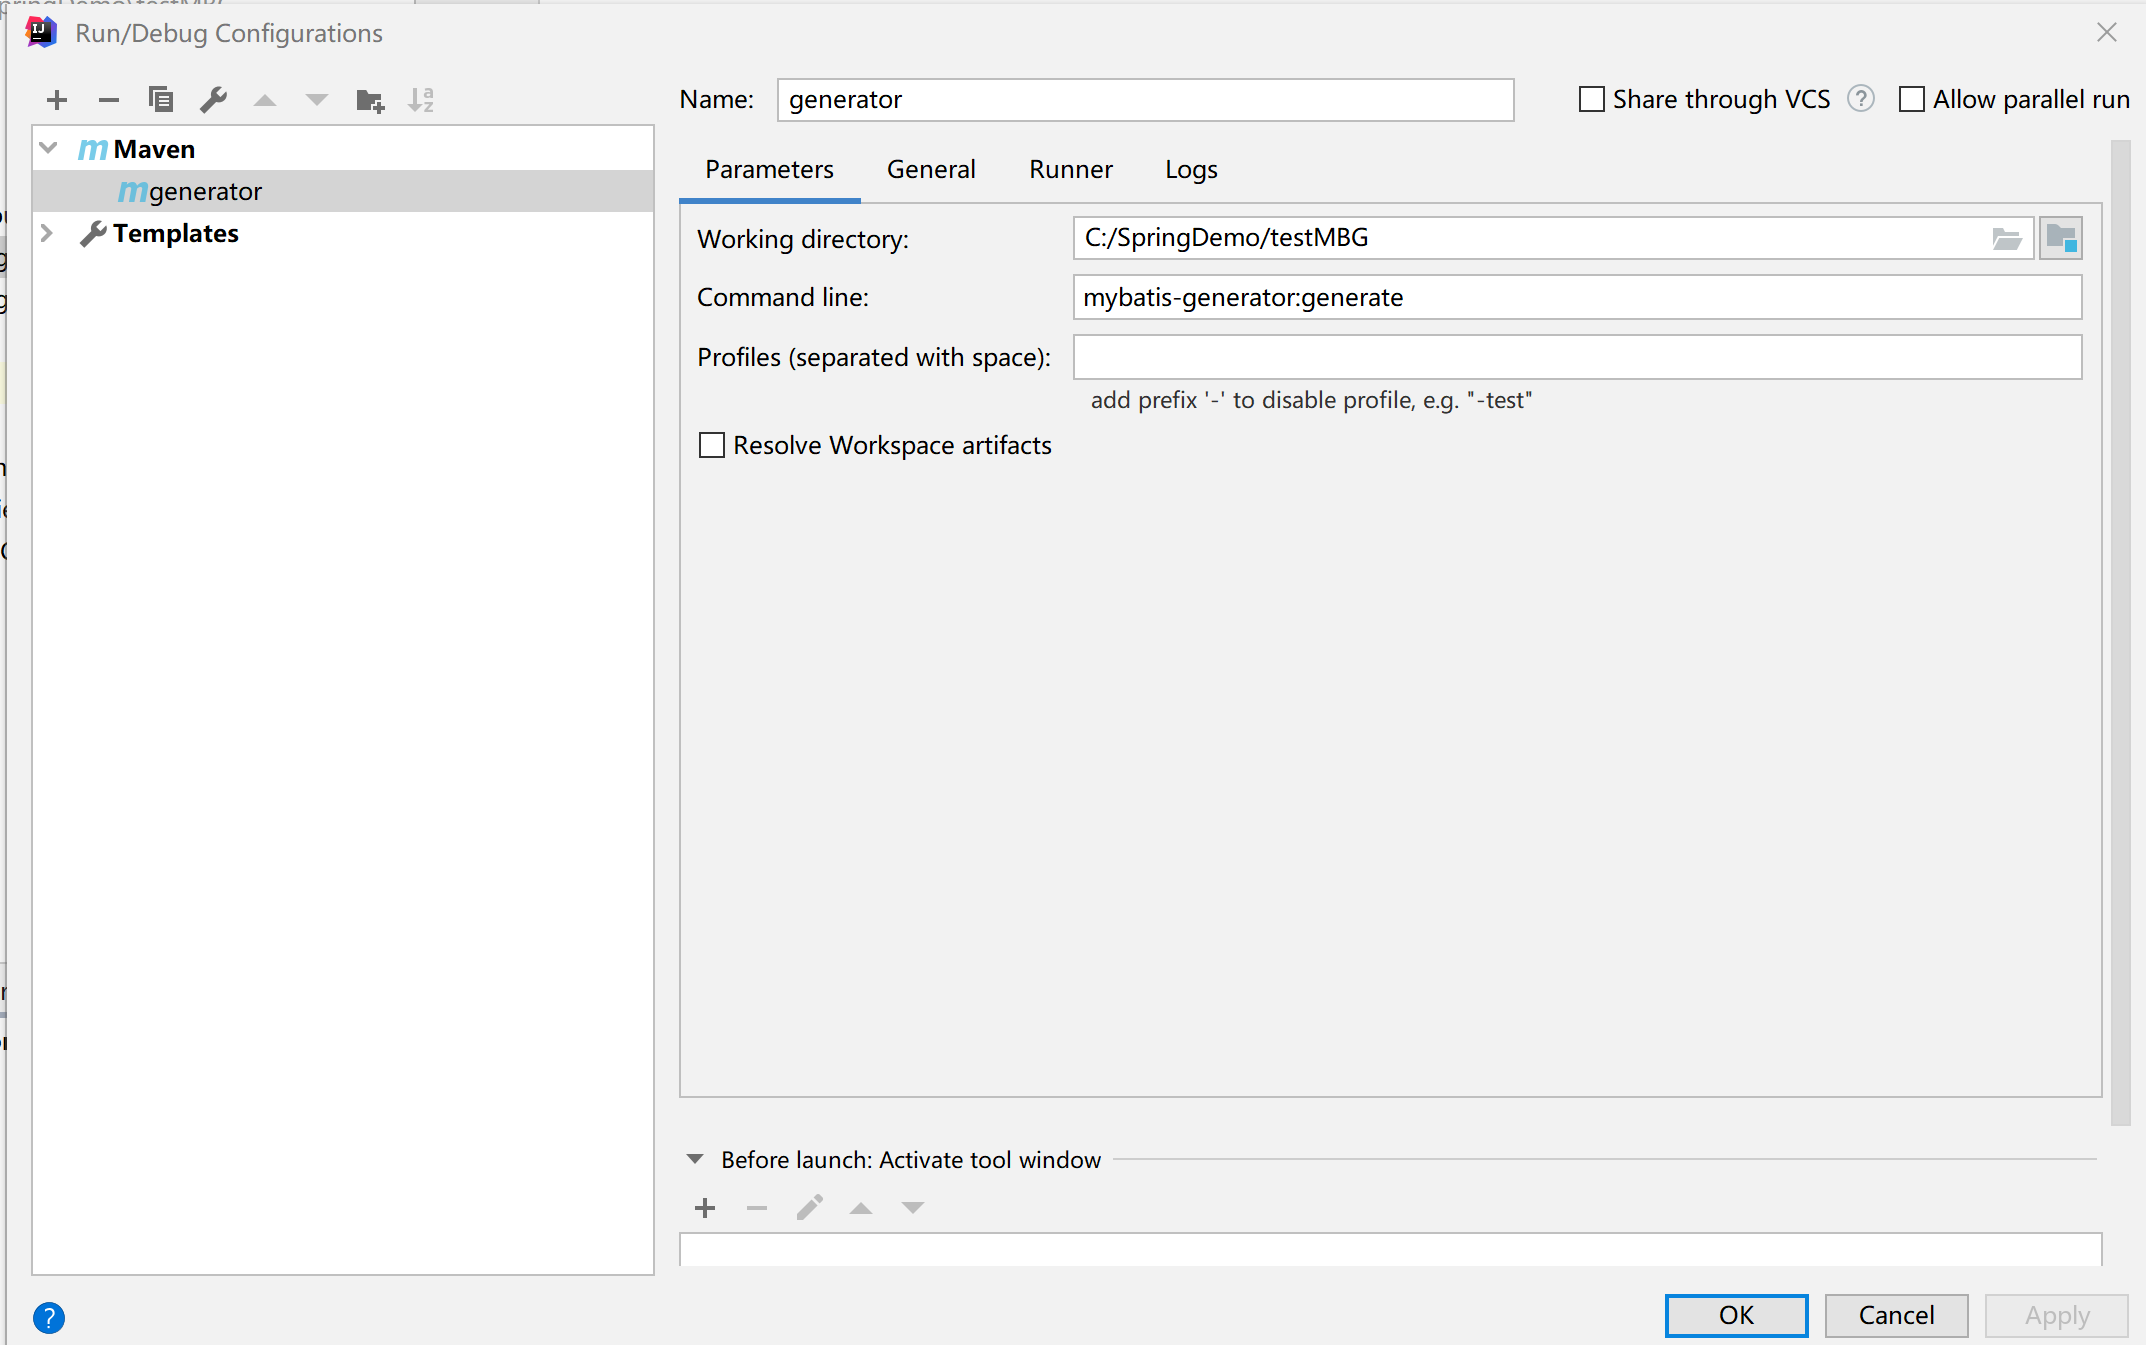 Run/Debug Configurations
Name: generator
Share through VCS
Allow parallel run
Maven
generator
Templates
Parameters General Runner Logs
Working directory: C:/SpringDemo/testMBG
Command line: mybatis-generator:generate
Profiles (separated with space):
add prefix '-' to disable profile, e.g. "-test"
Resolve Workspace artifacts
Before launch: Activate tool window
OK Cancel Apply